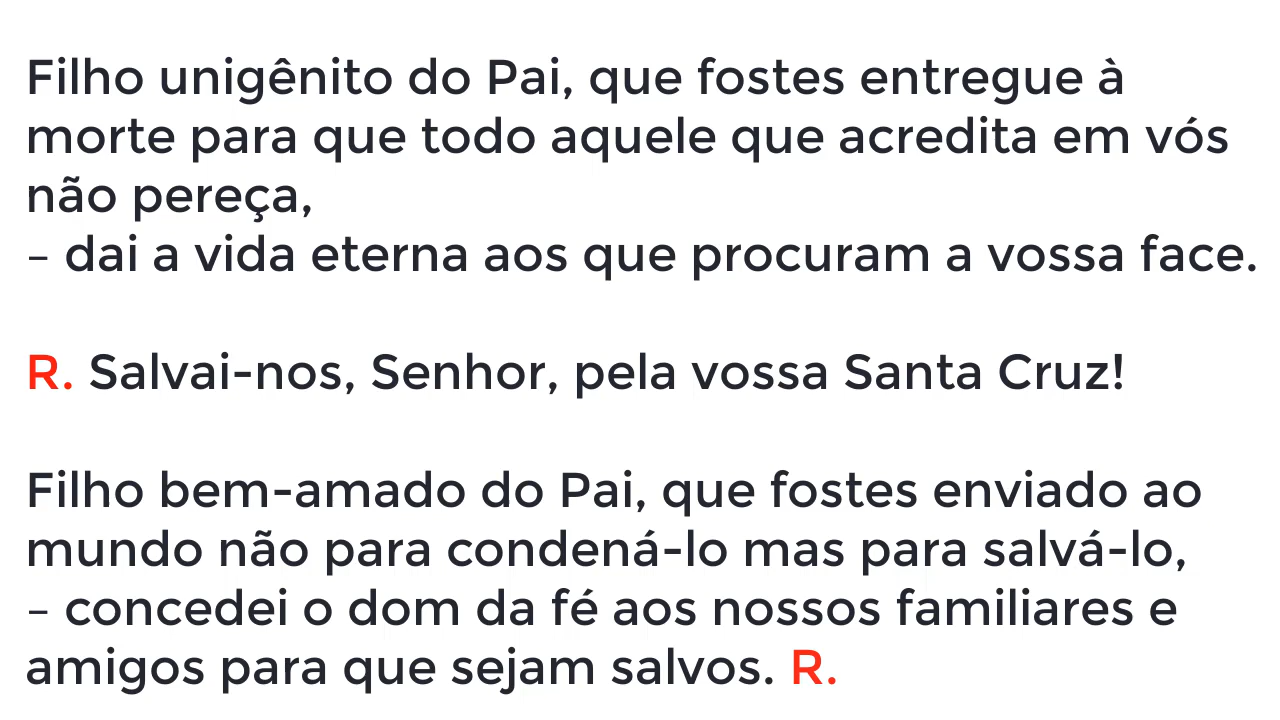 Filho unigênito do Pai, que fostes entregue à
morte para que todo aquele que acredita em vós
não pereça,
– dai a vida eterna aos que procuram a vossa face.
R. Salvai-nos, Senhor, pela vossa Santa Cruz!
Filho bem-amado do Pai, que fostes enviado ao
mundo não para condená-lo mas para salvá-lo,
– concedei o dom da fé aos nossos familiares e
amigos para que sejam salvos. R.